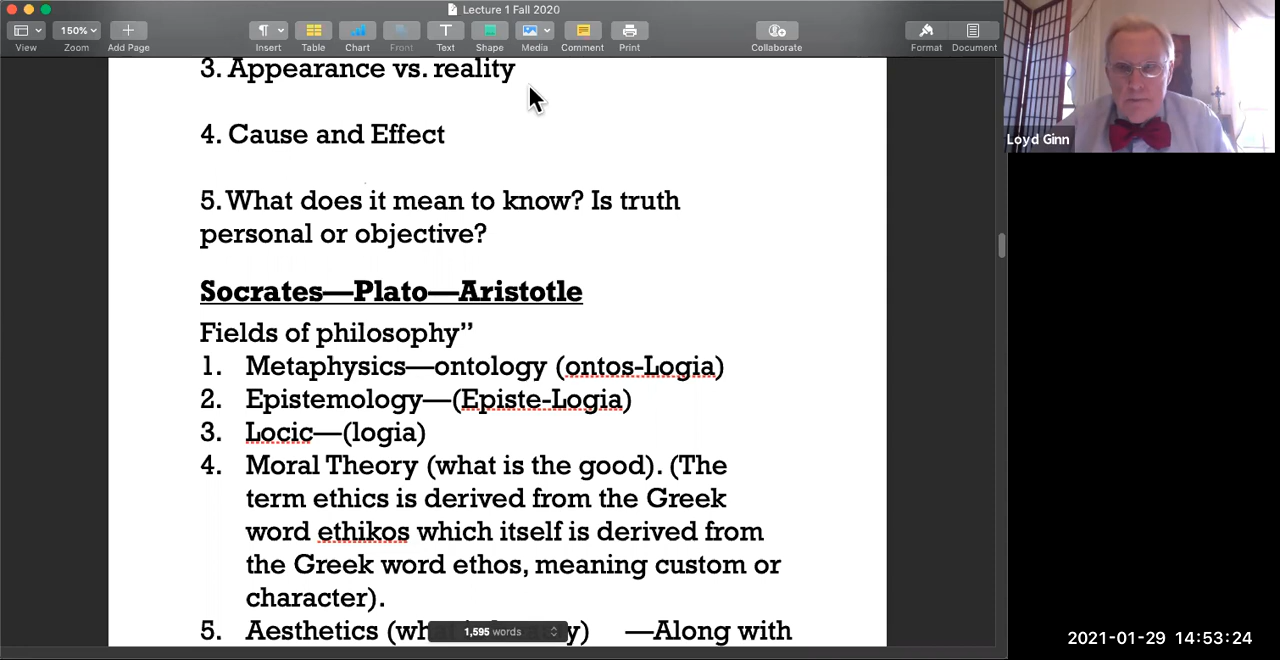 Lecture 1 Fall 2020
150%
View
Zoom
Add Page
Insert
Table
Chart
Front
Text
Shape
Media
Comment
Print
Collaborate
Format
Document
3. Appearance vs. reality
4. Cause and Effect
5. What does it mean to know? Is truth
personal or objective?
Socrates—Plato—Aristotle
Fields of philosophy”
1. Metaphysics—ontology (ontos-Logia)
2. Epistemology—(Episte-Logia)
3. Locic—(logia)
4. Moral Theory (what is the good). (The
term ethics is derived from the Greek
word ethikos which itself is derived from
the Greek word ethos, meaning custom or
character).
5. Aesthetics —Along with
1,595 words
Loyd Ginn
2021-01-29 14:53:24